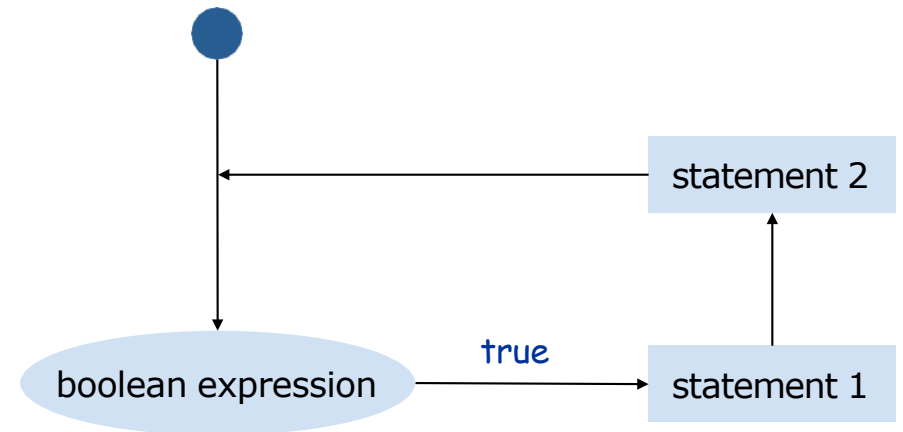 statement 2
true
boolean expression
statement 1